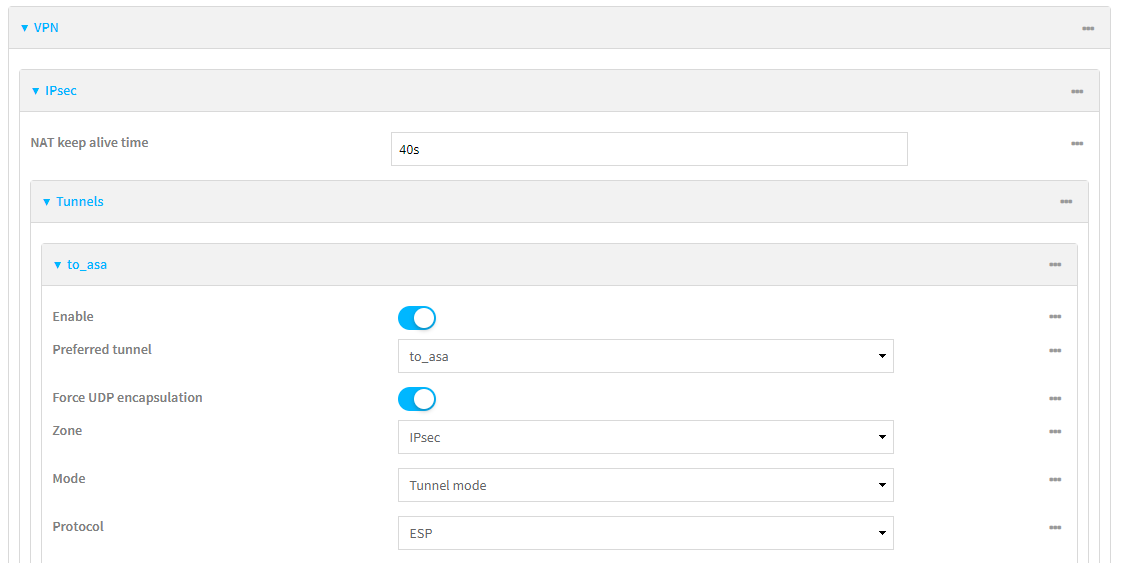 VPN
IPsec
NAT keep alive time 40s
Tunnels
to_asa
Enable
Preferred tunnel to_asa
Force UDP encapsulation
Zone IPsec
Mode Tunnel mode
Protocol ESP